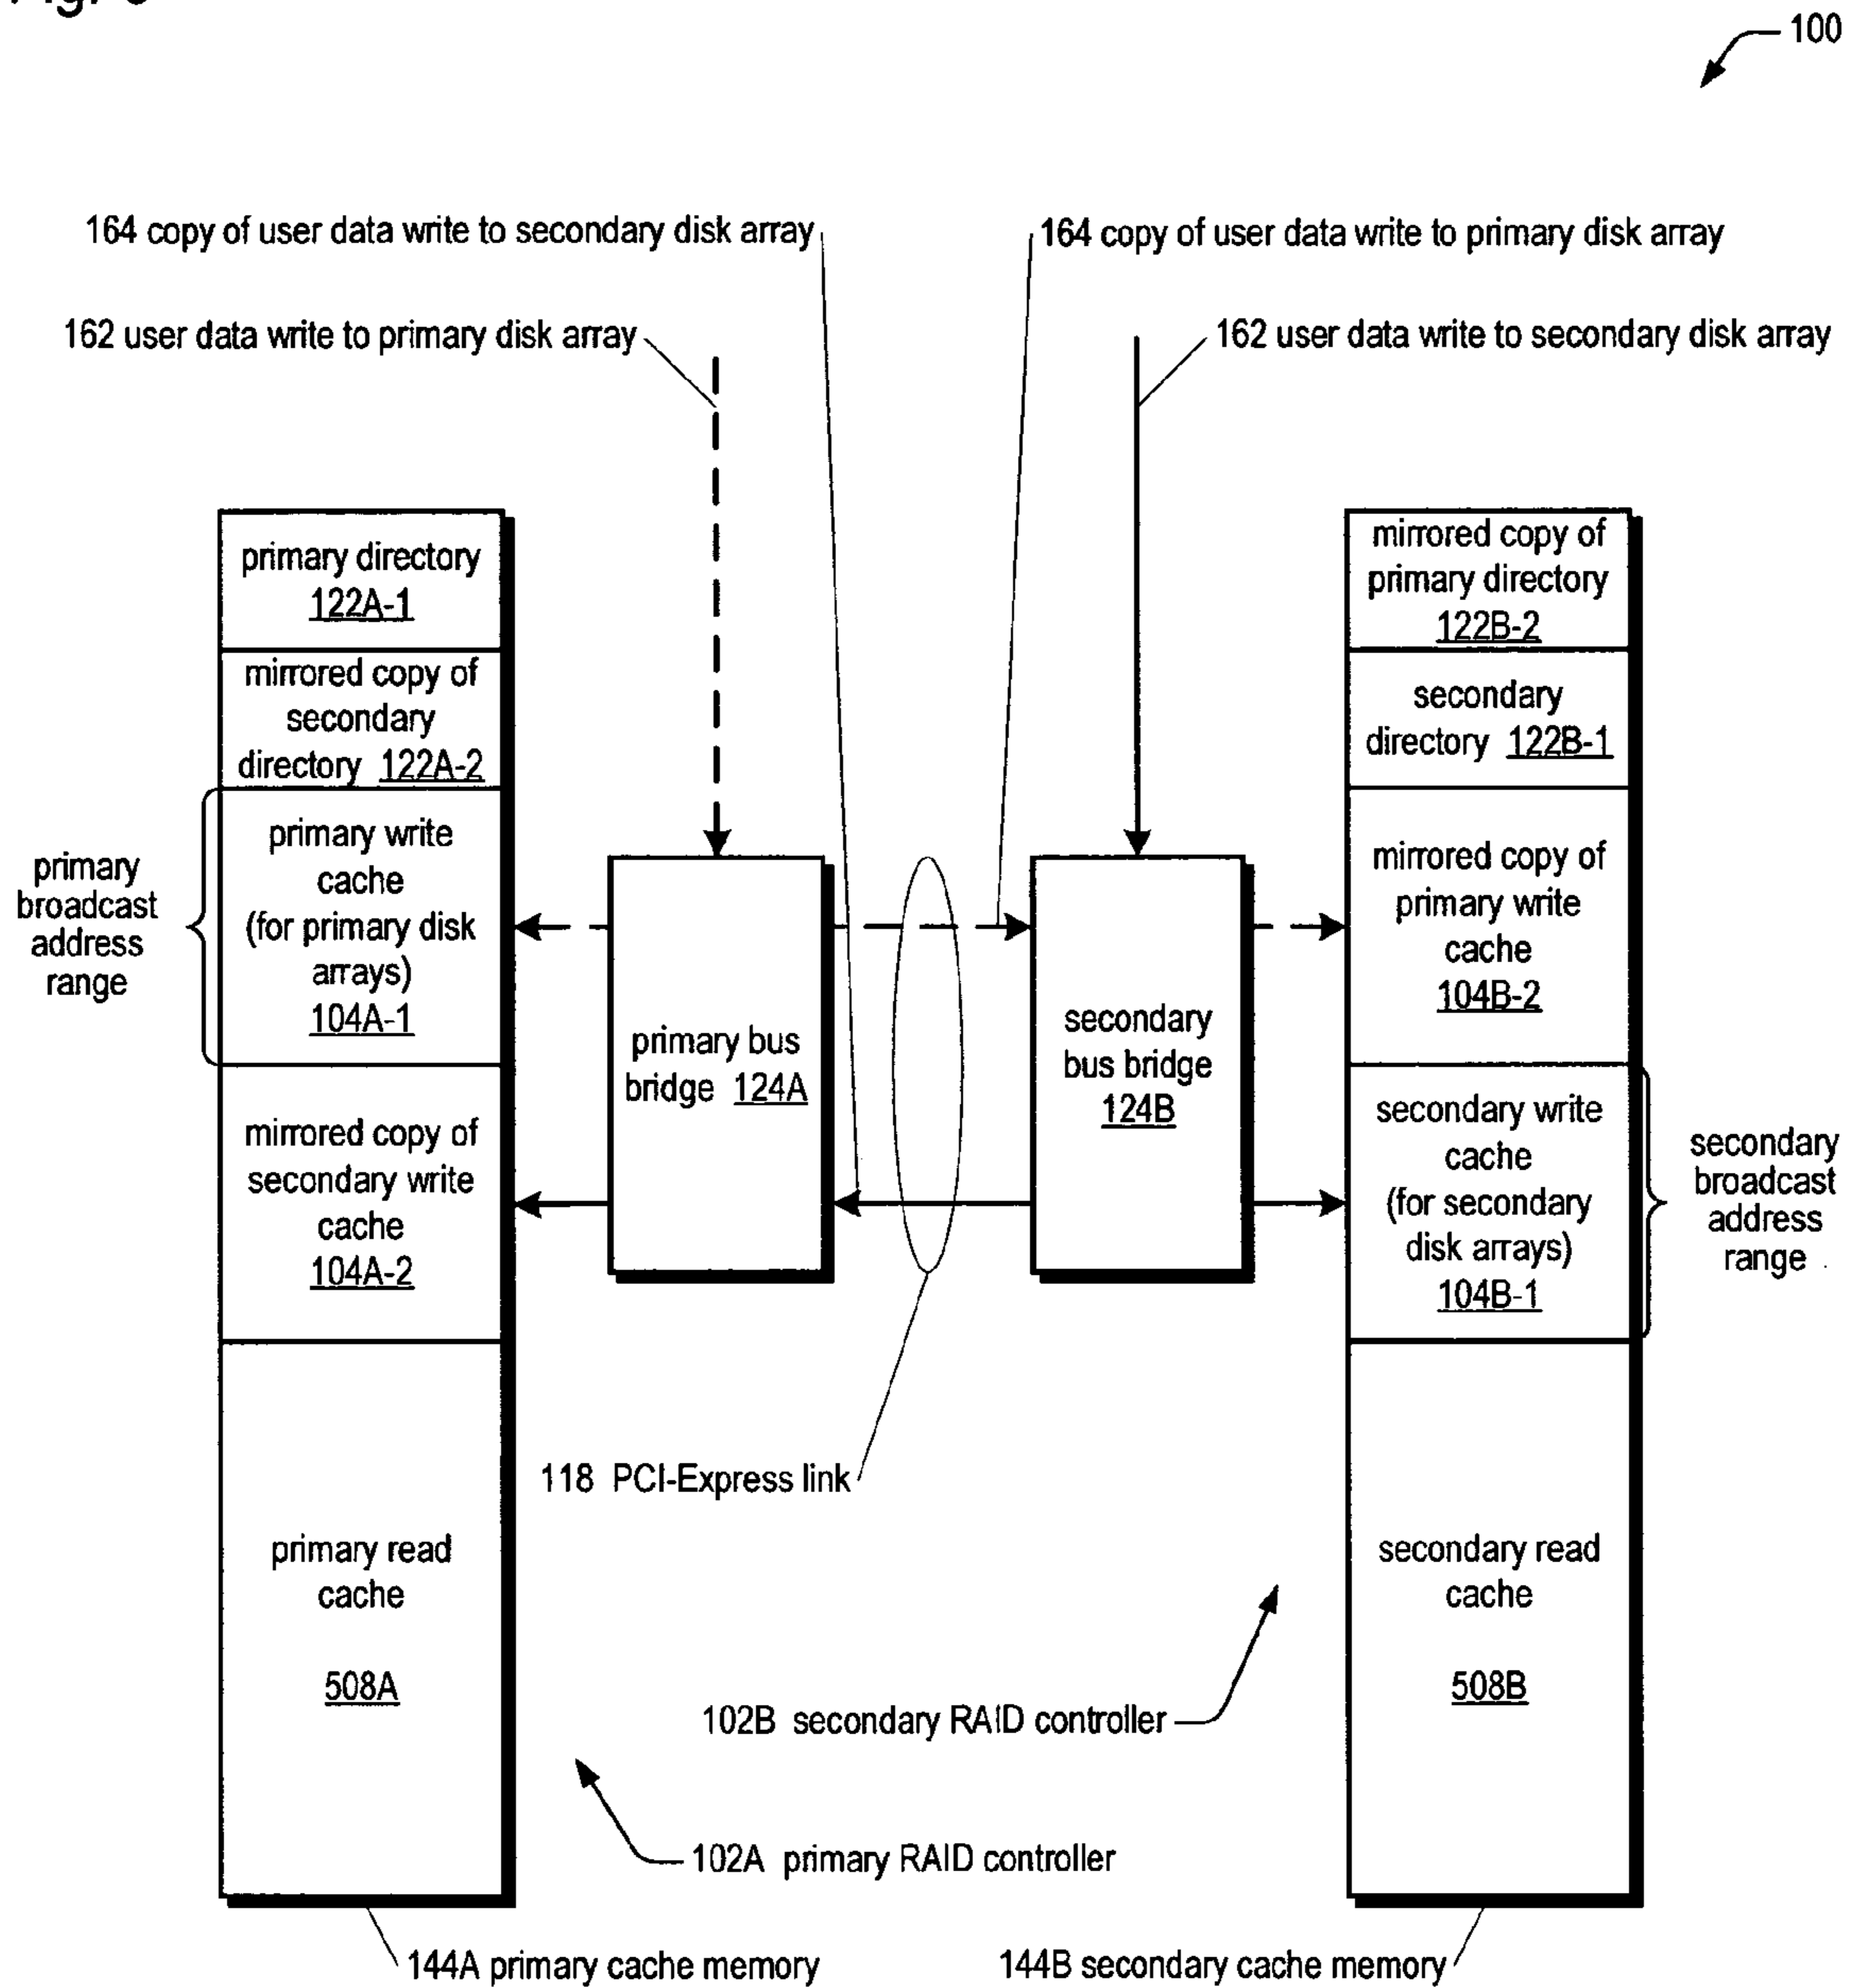 100
164 copy of user data write to secondary disk array
164 copy of user data write to primary disk array
162 user data write to primary disk array
162 user data write to secondary disk array
primary directory
122A-1
mirrored copy of
secondary
directory 122A-2
primary
broadcast
address
range
primary write
cache
(for primary disk
arrays)
104A-1
mirrored copy of
secondary write
cache
104A-2
primary read
cache
508A
primary bus
bridge 124A
secondary
bus bridge
124B
118 PCI-Express link
102B secondary RAID controller
102A primary RAID controller
mirrored copy of
primary directory
122B-2
secondary
directory 122B-1
mirrored copy of
primary write
cache
104B-2
secondary write
cache
(for secondary
disk arrays)
104B-1
secondary
broadcast
address
range
secondary read
cache
508B
144A primary cache memory
144B secondary cache memory